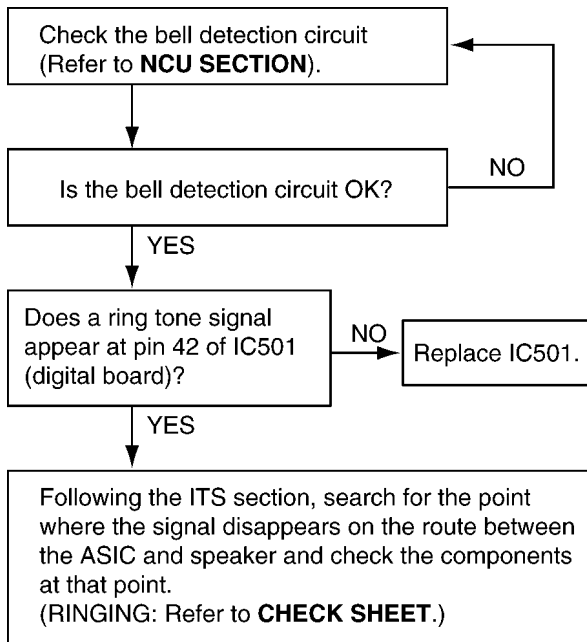 Check the bell detection circuit
(Refer to NCU SECTION).
NO
Is the bell detection circuit OK?
YES
Does a ring tone signal
appear at pin 42 of IC501
(digital board)?
NO
Replace IC501.
YES
Following the ITS section, search for the point
where the signal disappears on the route between
the ASIC and speaker and check the components
at that point.
(RINGING: Refer to CHECK SHEET.)